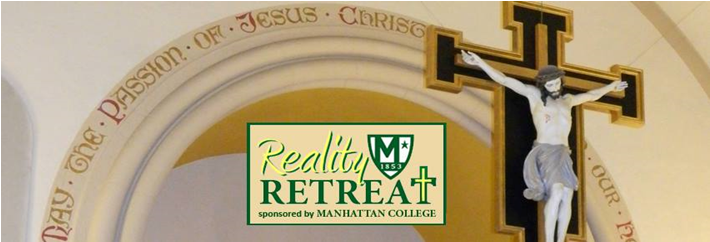 MAY · THE · PASSION · OF · JESUS · CHRIST
· OUR ·
Reality
M
1853
RETREAT
sponsored by MANHATTAN COLLEGE